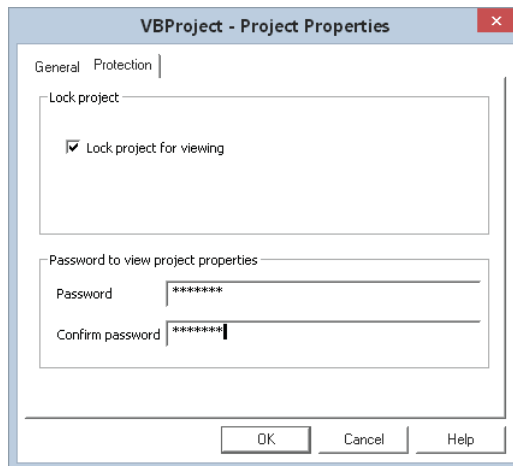 VBProject - Project Properties
General Protection
Lock project
Lock project for viewing
Password to view project properties
Password *******
Confirm password *******
OK Cancel Help